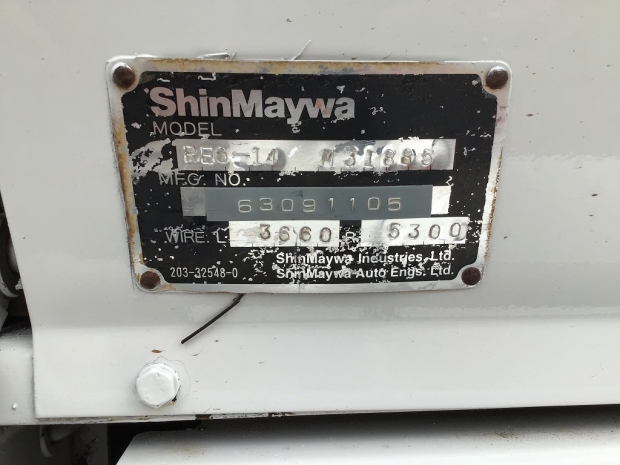 ShinMaywa
MODEL
MFG. NO.
63091105
WIRE. L 3660 R 5300
ShinMaywa Industries, Ltd.
203-32548-0 ShinMaywa Auto Engs. Ltd.